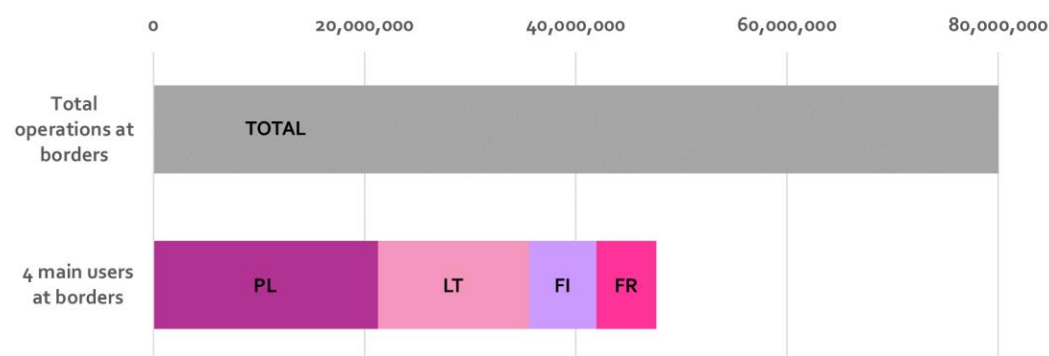 0 20,000,000 40,000,000 60,000,000 80,000,000
Total
operations at
borders
TOTAL
4 main users
at borders
PL LT FI FR